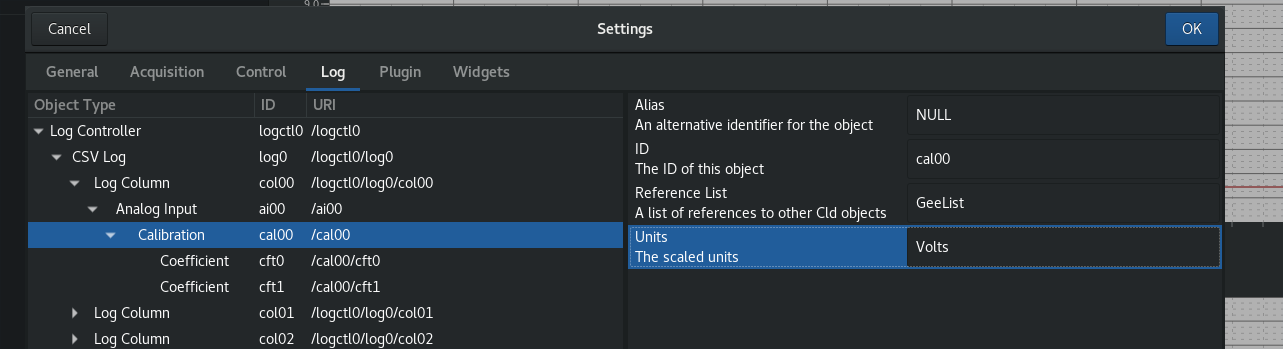 9.0
Cancel Settings OK
General Acquisition Control Log Plugin Widgets
Object Type ID URI
Log Controller logctl0 /logctl0
CSV Log log0 /logctl0/log0
Log Column col00 /logctl0/log0/col00
Analog Input ai00 /ai00
Calibration cal00 /cal00
Coefficient cft0 /cal00/cft0
Coefficient cft1 /cal00/cft1
Log Column col01 /logctl0/log0/col01
Log Column col02 /logctl0/log0/col02
Alias
An alternative identifier for the object
NULL
ID
The ID of this object
cal00
Reference List
A list of references to other Cld objects
GeeList
Units
The scaled units
Volts